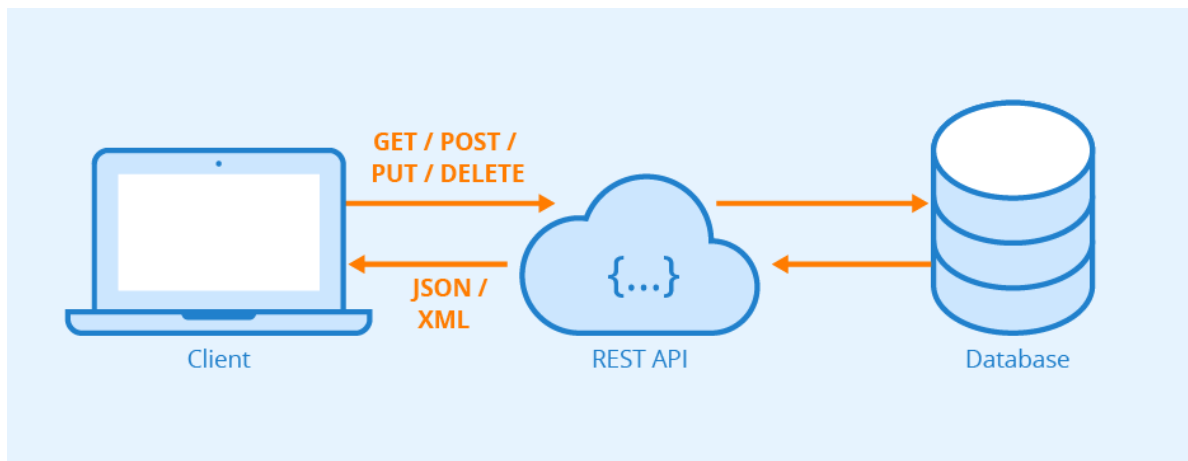 GET / POST /
PUT / DELETE
{...}
JSON /
XML
Client
REST API
Database